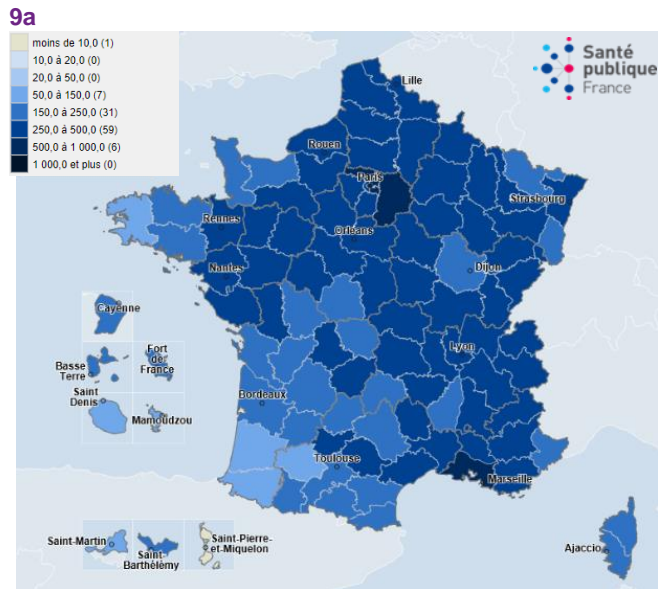 9a
moins de 10,0 (1)
10,0 à 20,0 (0)
20,0 à 50,0 (0)
50,0 à 150,0 (7)
150,0 à 250,0 (31)
250,0 à 500,0 (59)
500,0 à 1 000,0 (6)
1 000,0 et plus (0)
Santé
publique
France
Lille
Rouen
Paris
Strasbourg
Rennes
Orléans
Nantes
Dijon
Cayenne
Lyon
Basse
Terre
Fort
de
France
Saint
Denis
Bordeaux
Mamoudzou
Toulouse
Marseille
Saint-Martin
Saint-
Barthélémy
Saint-Pierre-
et-Miquelon
Ajaccio